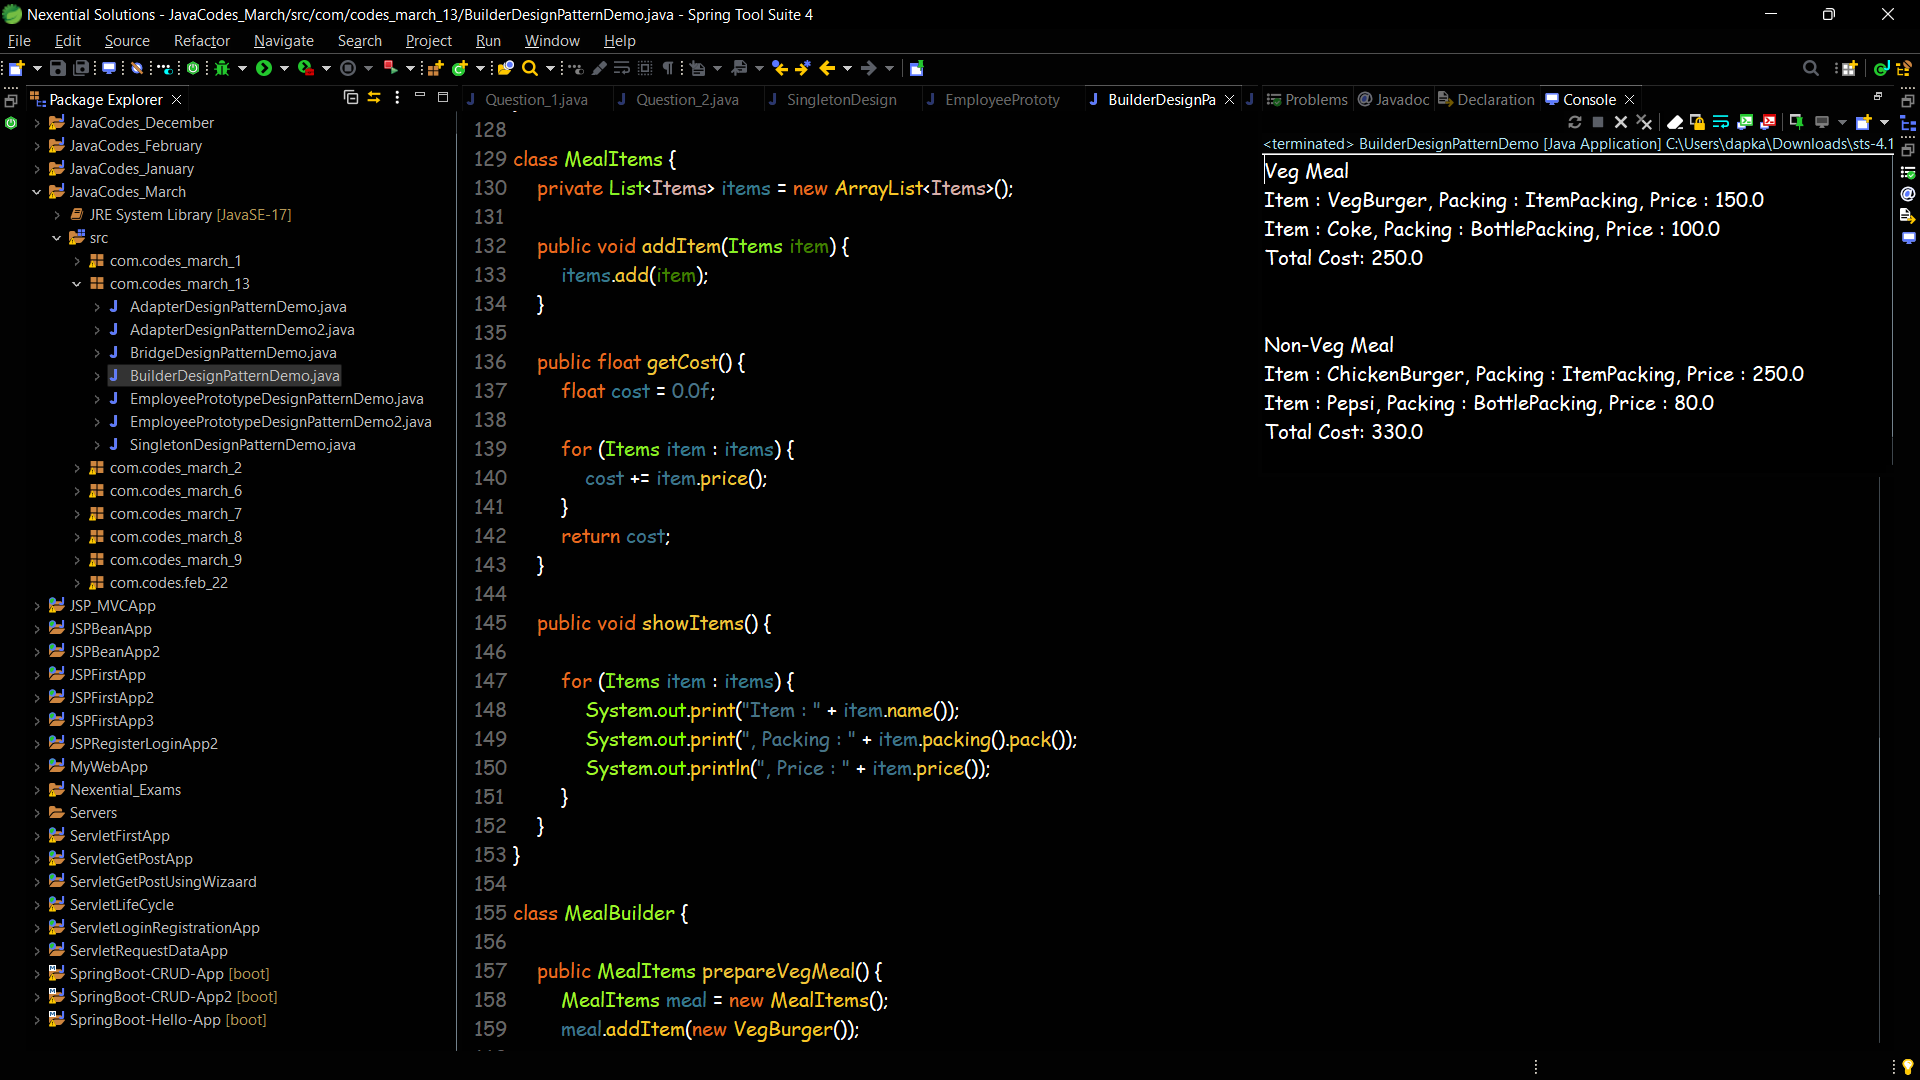 Nexential Solutions - JavaCodes_March/src/com/codes_march_13/BuilderDesignPatternDemo.java - Spring Tool Suite 4
File Edit Source Refactor Navigate Search Project Run Window Help
Package Explorer
JavaCodes_December
JavaCodes_February
JavaCodes_January
JavaCodes_March
JRE System Library [JavaSE-17]
src
com.codes_march_1
com.codes_march_13
AdapterDesignPatternDemo.java
AdapterDesignPatternDemo2.java
BridgeDesignPatternDemo.java
BuilderDesignPatternDemo.java
EmployeePrototypeDesignPatternDemo.java
EmployeePrototypeDesignPatternDemo2.java
SingletonDesignPatternDemo.java
com.codes_march_2
com.codes_march_6
com.codes_march_7
com.codes_march_8
com.codes_march_9
com.codes.feb_22
JSP_MVCApp
JSPBeanApp
JSPBeanApp2
JSPFirstApp
JSPFirstApp2
JSPFirstApp3
JSPRegisterLoginApp2
MyWebApp
Nexential_Exams
Servers
ServletFirstApp
ServletGetPostApp
ServletGetPostUsingWizaard
ServletLifeCycle
ServletLoginRegistrationApp
ServletRequestDataApp
SpringBoot-CRUD-App [boot]
SpringBoot-CRUD-App2 [boot]
SpringBoot-Hello-App [boot]
Question_1.java Question_2.java SingletonDesign EmployeePrototy BuilderDesignPa
128
129 class MealItems {
130 private List<Items> items = new ArrayList<Items>();
131
132 public void addItem(Items item) {
133 items.add(item);
134 }
135
136 public float getCost() {
137 float cost = 0.0f;
138
139 for (Items item : items) {
140 cost += item.price();
141 }
142 return cost;
143 }
144
145 public void showItems() {
146
147 for (Items item : items) {
148 System.out.print("Item : " + item.name());
149 System.out.print(", Packing : " + item.packing().pack());
150 System.out.println(", Price : " + item.price());
151 }
152 }
153 }
154
155 class MealBuilder {
156
157 public MealItems prepareVegMeal() {
158 MealItems meal = new MealItems();
159 meal.addItem(new VegBurger());
Problems Javadoc Declaration Console
<terminated> BuilderDesignPatternDemo [Java Application] C:\Users\dapka\Downloads\sts-4.1
Veg Meal
Item : VegBurger, Packing : ItemPacking, Price : 150.0
Item : Coke, Packing : BottlePacking, Price : 100.0
Total Cost: 250.0
Non-Veg Meal
Item : ChickenBurger, Packing : ItemPacking, Price : 250.0
Item : Pepsi, Packing : BottlePacking, Price : 80.0
Total Cost: 330.0